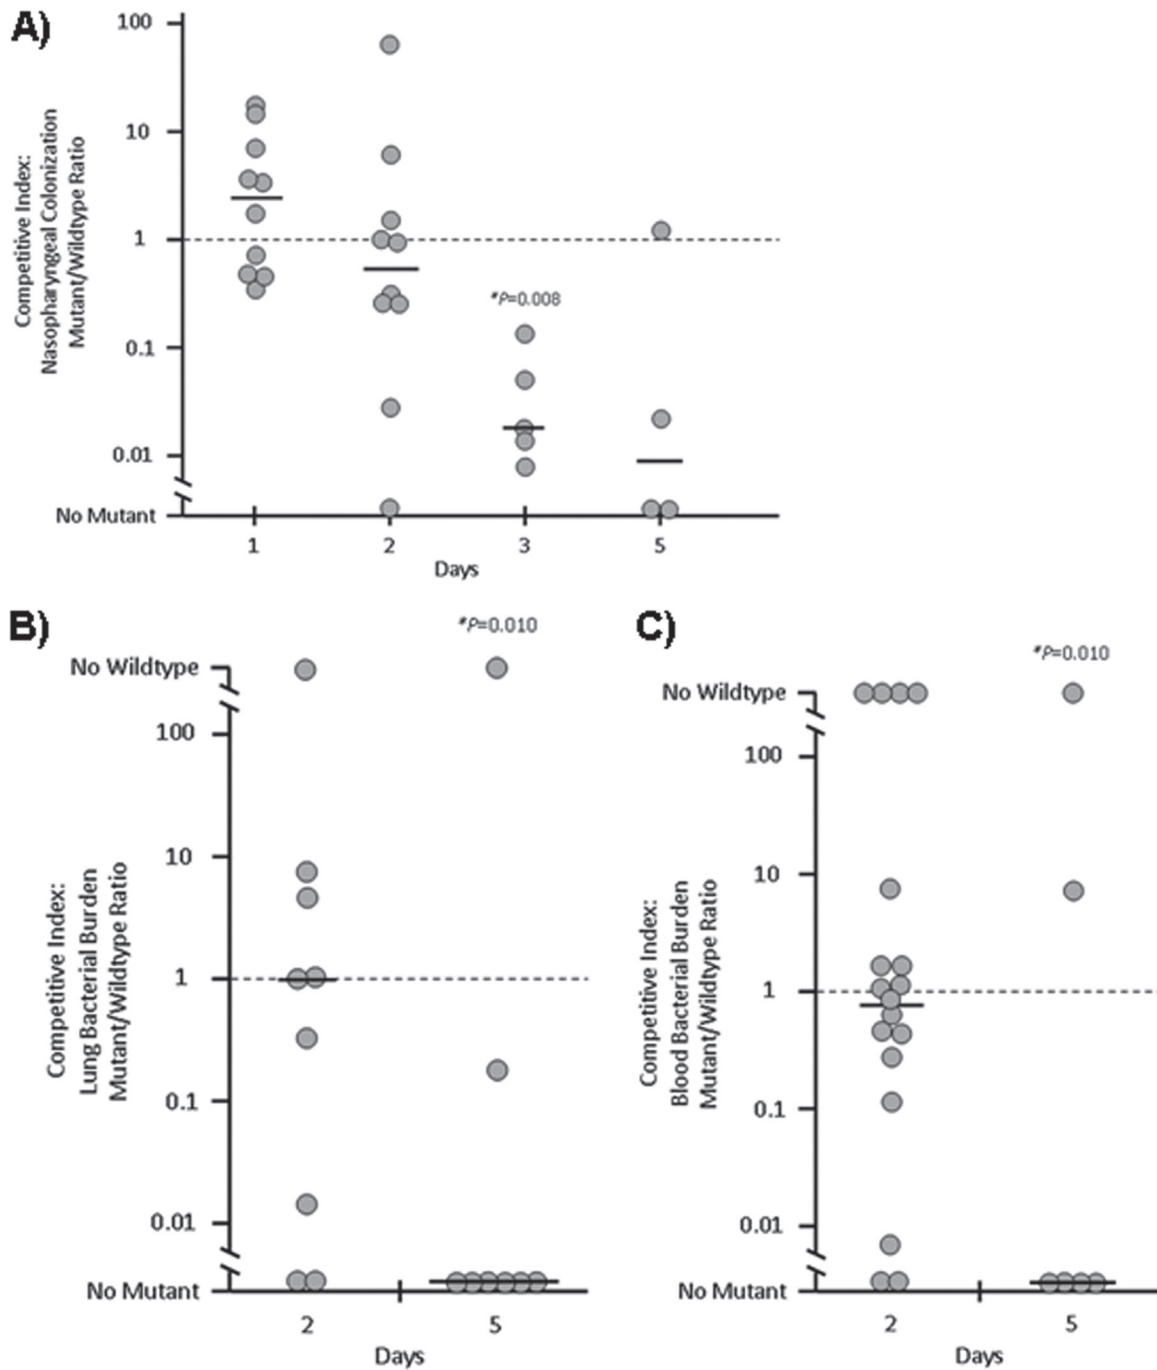 A)
Competitive Index:
Nasopharyngeal Colonization
Mutant/Wildtype Ratio
100
10
1
0.1
0.01
No Mutant
*P=0.008
1 2 3 5
Days
B)
Competitive Index:
Lung Bacterial Burden
Mutant/Wildtype Ratio
*P=0.010
No Wildtype
100
10
1
0.1
0.01
No Mutant
2 5
Days
C)
Competitive Index:
Blood Bacterial Burden
Mutant/Wildtype Ratio
*P=0.010
No Wildtype
100
10
1
0.1
0.01
No Mutant
2 5
Days